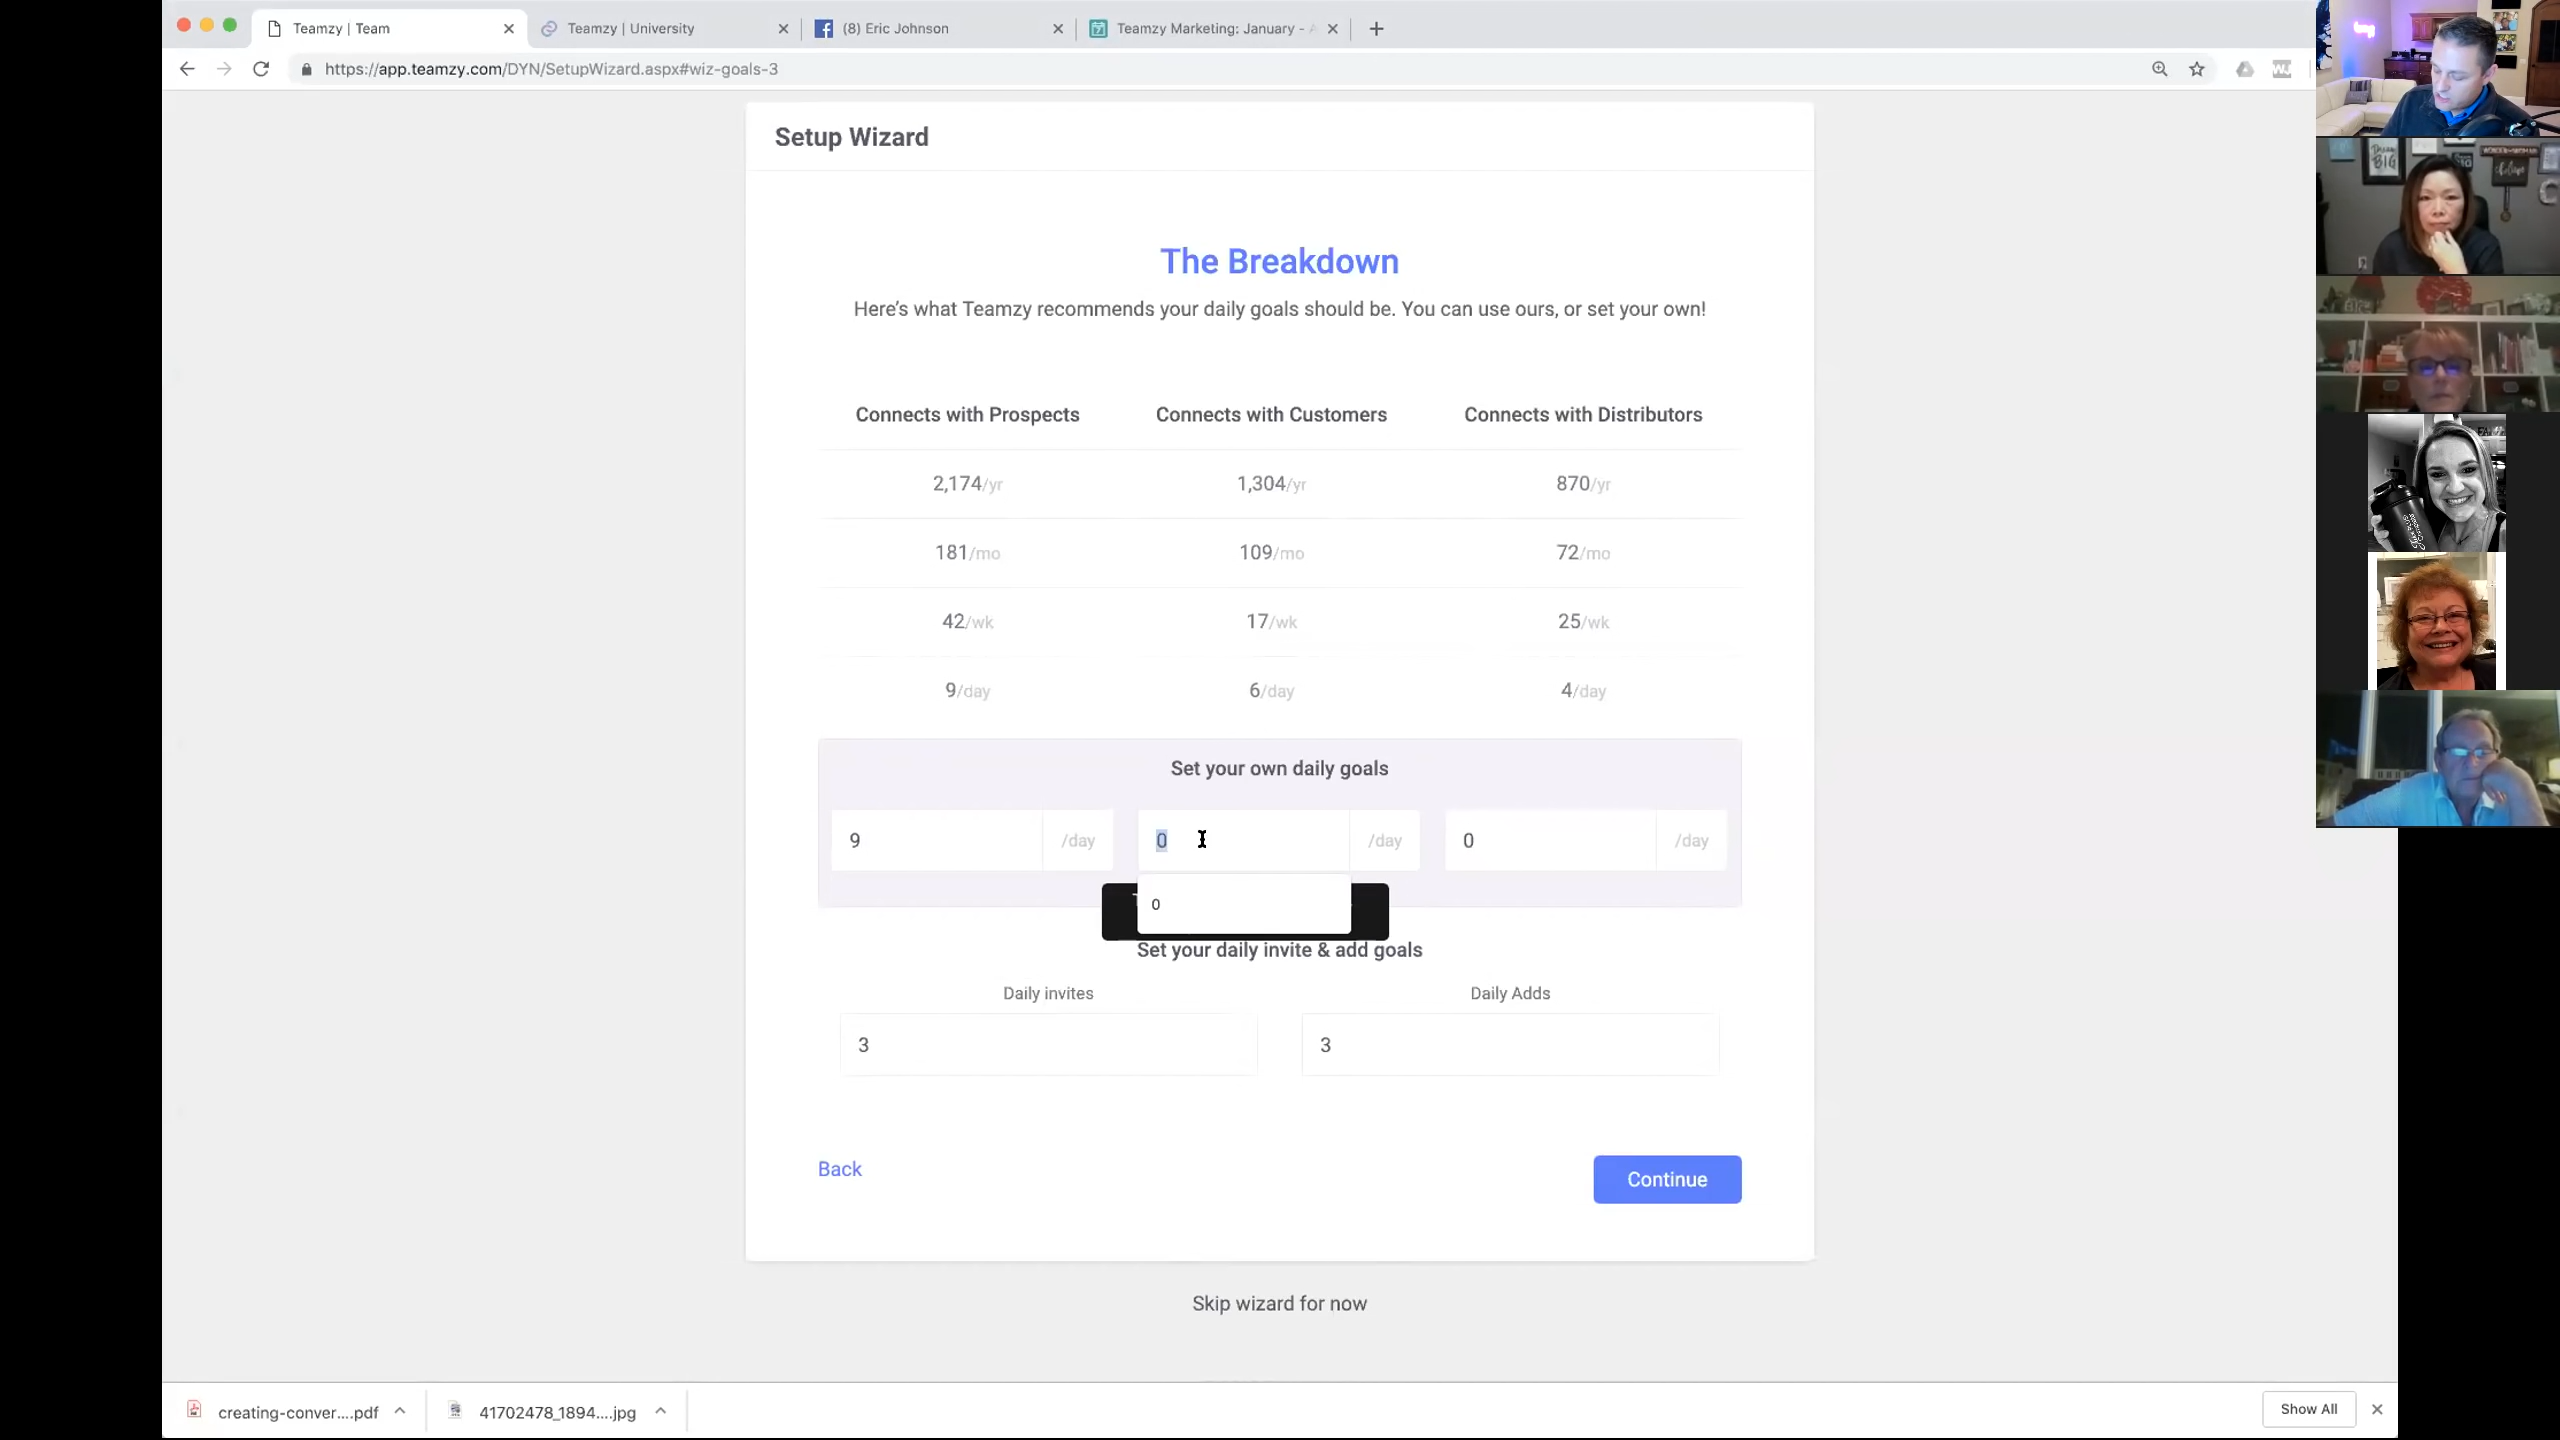 Teamzy | Team
Teamzy | University
(8) Eric Johnson
Teamzy Marketing: January -
https://app.teamzy.com/DYN/SetupWizard.aspx#wiz-goals-3
Setup Wizard
The Breakdown
Here's what Teamzy recommends your daily goals should be. You can use ours, or set your own!
Connects with Prospects Connects with Customers Connects with Distributors
2,174/yr 1,304/yr 870/yr
181/mo 109/mo 72/mo
42/wk 17/wk 25/wk
9/day 6/day 4/day
Set your own daily goals
9 /day 0 /day 0 /day
0
Set your daily invite & add goals
Daily invites Daily Adds
3 3
Back Continue
Skip wizard for now
creating-conver....pdf 41702478_1894....jpg Show All
DREAM
BIG
WONDER WOMAN
believe